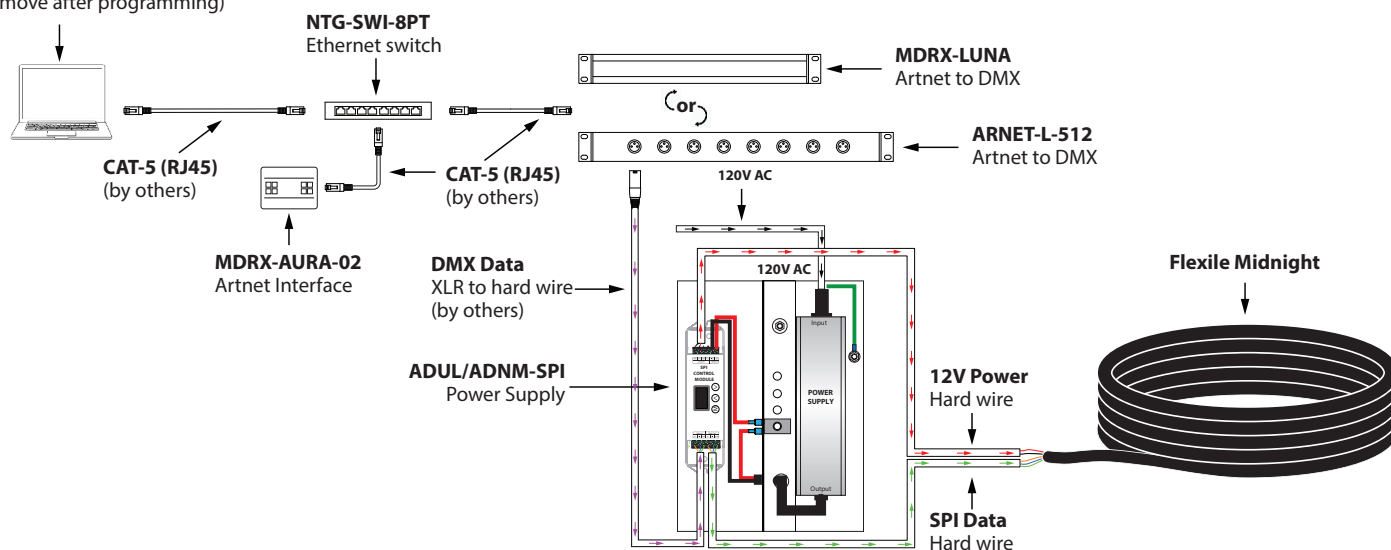 move after programming)
NTG-SWI-8PT
Ethernet switch
MDRX-LUNA
Artnet to DMX
or
ARNET-L-512
Artnet to DMX
CAT-5 (RJ45)
(by others)
CAT-5 (RJ45)
(by others)
120V AC
MDRX-AURA-02
Artnet Interface
DMX Data
XLR to hard wire
(by others)
120V AC
Flexile Midnight
Input
SPI
CONTROL
MODULE
ADUL/ADNM-SPI
Power Supply
POWER
SUPPLY
12V Power
Hard wire
Output
SPI Data
Hard wire